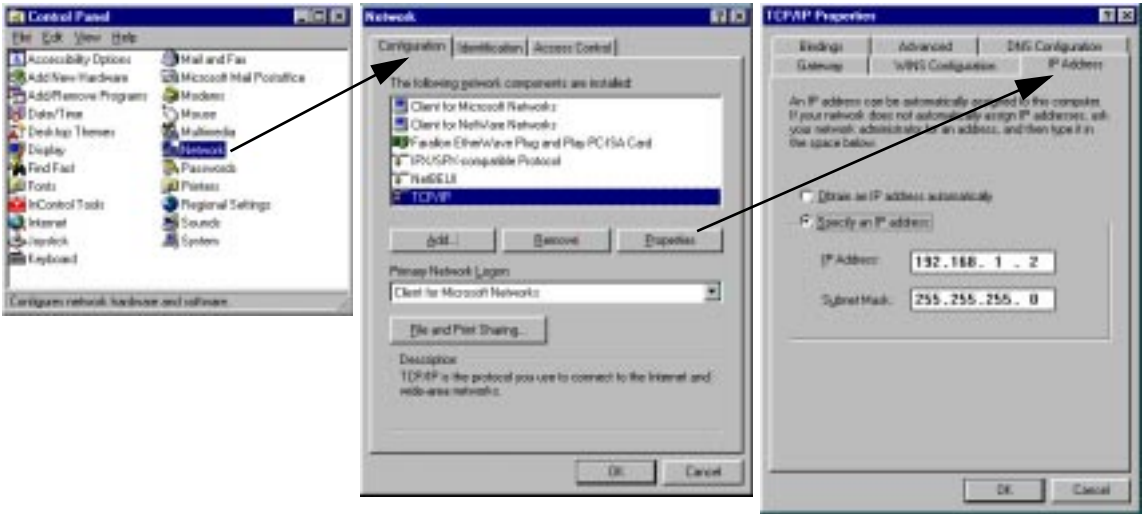 Control Panel
File Edit View Help
Accessibility Options
Add New Hardware
Add/Remove Programs
Date/Time
Desktop Themes
Display
Find Fast
Fonts
InControl Tools
Internet
Joystick
Keyboard
Mail and Fax
Microsoft Mail Postoffice
Modems
Mouse
Multimedia
Network
Passwords
Printers
Regional Settings
Sounds
System
Configures network hardware and software.
Network
Configuration Identification Access Control
The following network components are installed:
Client for Microsoft Networks
Client for NetWare Networks
Farallon EtherWave Plug and Play PC-ISA Card
IPX/SPX-compatible Protocol
NetBEUI
TCP/IP
Add... Remove Properties
Primary Network Logon:
Client for Microsoft Networks
File and Print Sharing...
Description
TCP/IP is the protocol you use to connect to the Internet and
wide-area networks.
OK Cancel
TCP/IP Properties
Bindings Advanced DNS Configuration
Gateway WINS Configuration IP Address
An IP address can be automatically assigned to this computer.
If your network does not automatically assign IP addresses, ask
your network administrator for an address, and then type it in
the space below.
Obtain an IP address automatically
Specify an IP address:
IP Address: 192.168. 1 . 2
Subnet Mask: 255.255.255. 0
OK Cancel